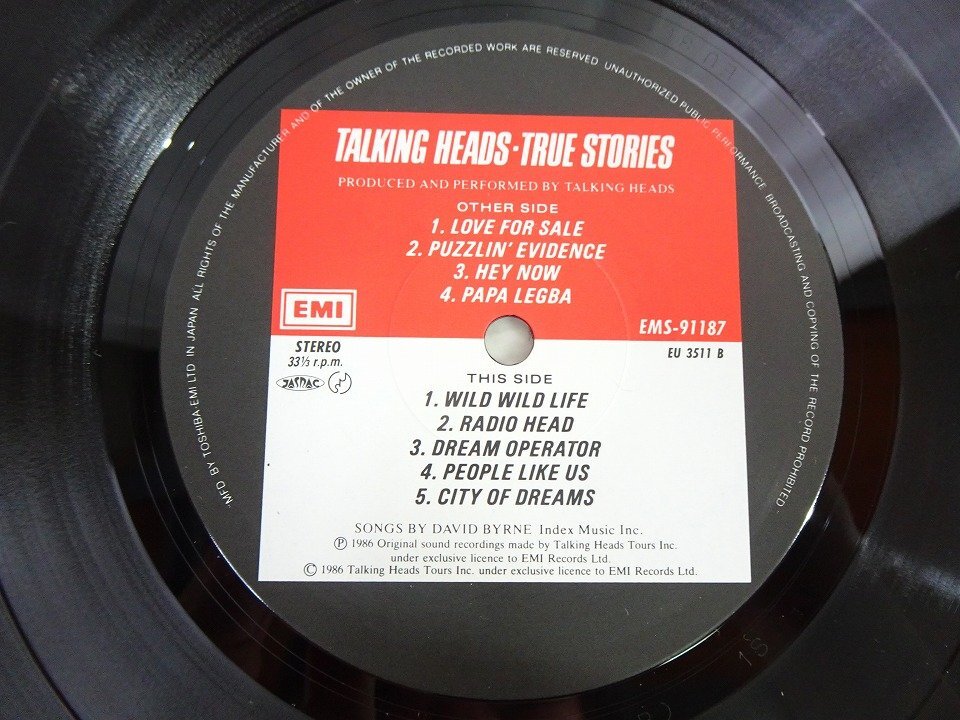 "MFD BY TOSHIBA-EMI LTD IN JAPAN ALL RIGHTS OF THE MANUFACTURER AND OF THE OWNER OF THE RECORDED WORK ARE RESERVED UNAUTHORIZED PUBLIC PERFORMANCE BROADCASTING AND COPYING OF THE RECORD PROHIBITED"
TALKING HEADS·TRUE STORIES
PRODUCED AND PERFORMED BY TALKING HEADS
OTHER SIDE
1. LOVE FOR SALE
2. PUZZLIN' EVIDENCE
3. HEY NOW
4. PAPA LEGBA
EMI
EMS-91187
STEREO
33⅓ r.p.m.
JASRAC
EU 3511 B
THIS SIDE
1. WILD WILD LIFE
2. RADIO HEAD
3. DREAM OPERATOR
4. PEOPLE LIKE US
5. CITY OF DREAMS
SONGS BY DAVID BYRNE Index Music Inc.
Ⓟ 1986 Original sound recordings made by Talking Heads Tours Inc.
under exclusive licence to EMI Records Ltd.
© 1986 Talking Heads Tours Inc. under exclusive licence to EMI Records Ltd.